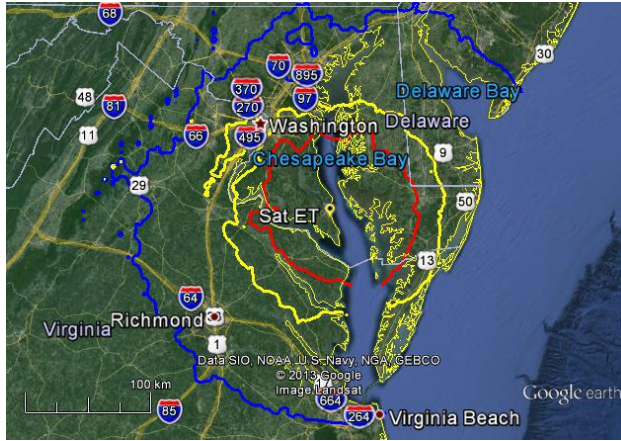 68
30
70
895
370
48
Delaware Bay
81
270
97
11
66
Washington
Delaware
495
Chesapeake Bay
9
29
50
Sat ET
13
64
Richmond
Virginia
1
Data SIO, NOAA, U.S. Navy, NGA, GEBCO
© 2013 Google
Image Landsat
100 km
Google earth
664
85
264
Virginia Beach